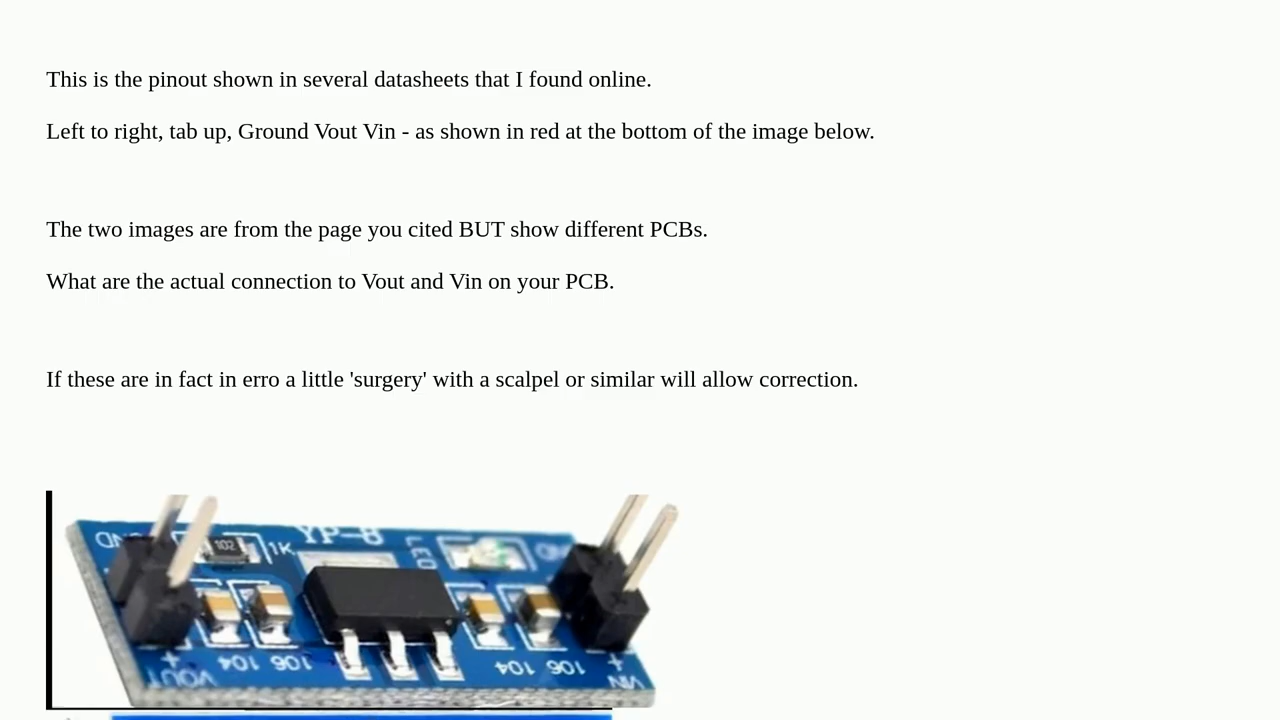 This is the pinout shown in several datasheets that I found online.
Left to right, tab up, Ground Vout Vin - as shown in red at the bottom of the image below.
The two images are from the page you cited BUT show different PCBs.
What are the actual connection to Vout and Vin on your PCB.
If these are in fact in erro a little 'surgery' with a scalpel or similar will allow correction.
YP-8
GND
102
1K
LED
GND
104
106
104
106
+
VOUT
+
VIN